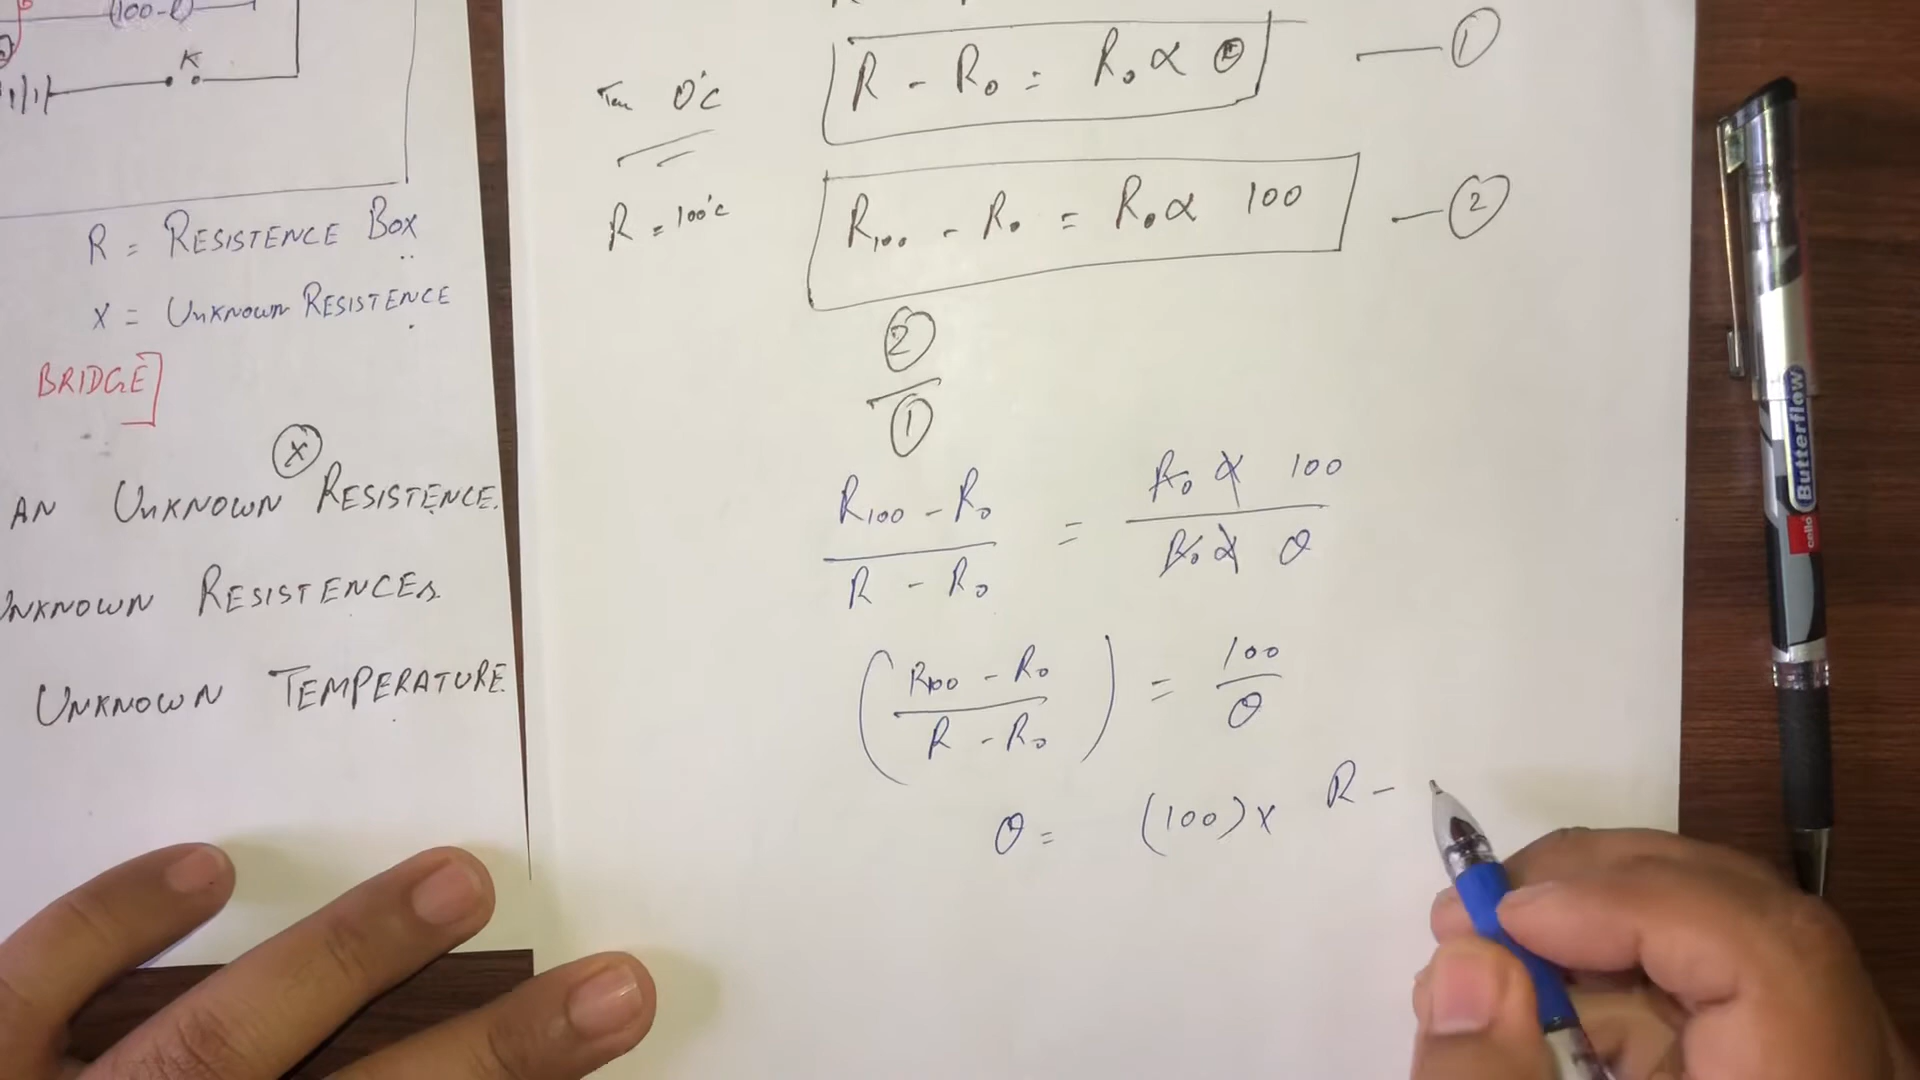 (100-l)
K
R = RESISTENCE BOX
X = UNKNOWN RESISTENCE
BRIDGE]
X
AN UNKNOWN RESISTENCE.
UNKNOWN RESISTENCES
UNKNOWN TEMPERATURE
R - R₀ = R₀ α θ — ①
0°C
R = 100°C
R₁₀₀ - R₀ = R₀ α 100 — ②
②/①
(R₁₀₀ - R₀)/(R - R₀) = (R₀ α 100)/(R₀ α θ)
((R₁₀₀ - R₀)/(R - R₀)) = 100/θ
θ = (100) x R -
cello Butterflow